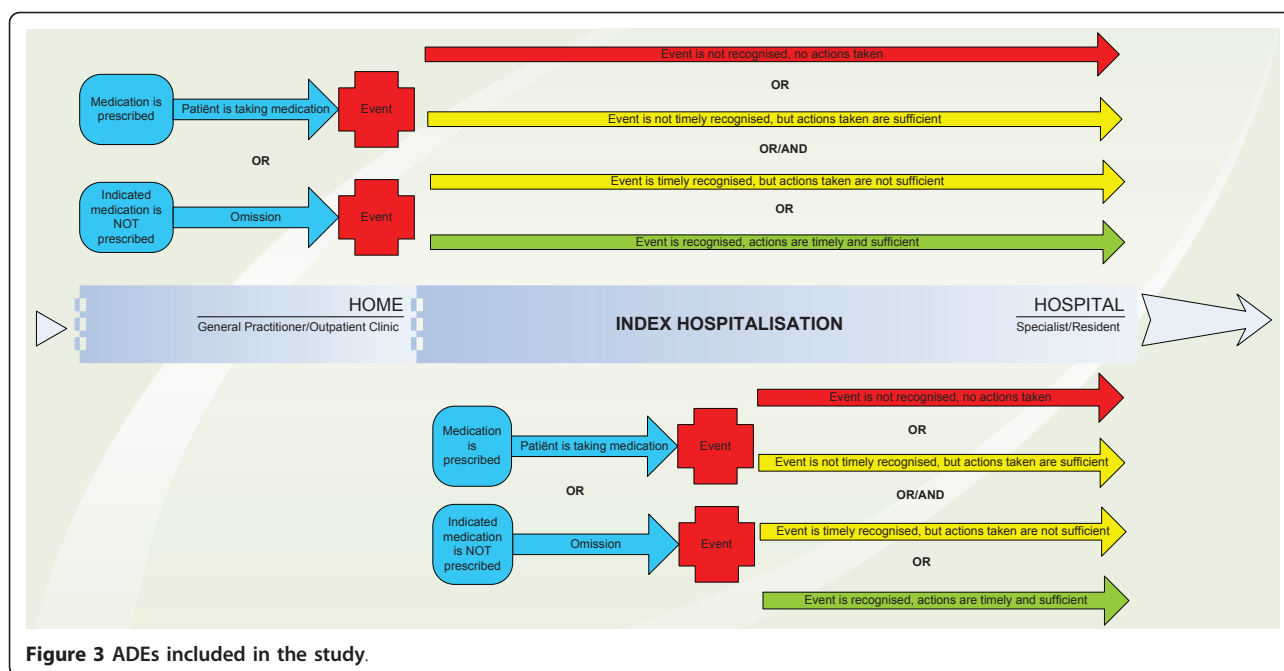 Event is not recognised, no actions taken
OR
Medication is
prescribed
Patiënt is taking medication
Event
Event is not timely recognised, but actions taken are sufficient
OR
OR/AND
Event is timely recognised, but actions taken are not sufficient
OR
Indicated
medication is
NOT
prescribed
Omission
Event
Event is recognised, actions are timely and sufficient
HOME
General Practitioner/Outpatient Clinic
INDEX HOSPITALISATION
HOSPITAL
Specialist/Resident
Event is not recognised, no actions taken
OR
Medication
is
prescribed
Patiënt is taking medication
Event
Event is not timely recognised, but actions taken are sufficient
OR
OR/AND
Indicated
medication
is NOT
prescribed
Omission
Event
Event is timely recognised, but actions taken are not sufficient
OR
Event is recognised, actions are timely and sufficient
Figure 3 ADEs included in the study.